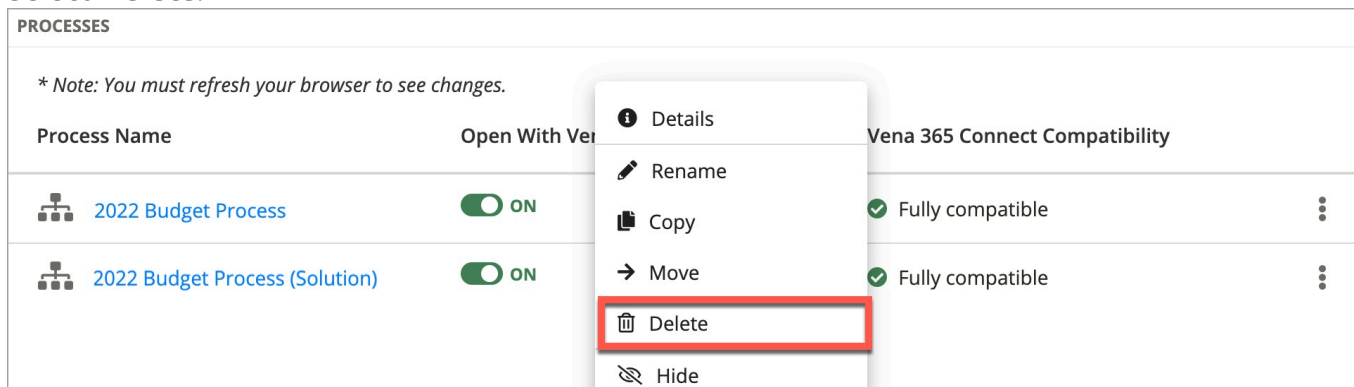 PROCESSES
* Note: You must refresh your browser to see changes.
Process Name
Open With Ve
Vena 365 Connect Compatibility
2022 Budget Process
ON
Fully compatible
2022 Budget Process (Solution)
ON
Fully compatible
Details
Rename
Copy
Move
Delete
Hide